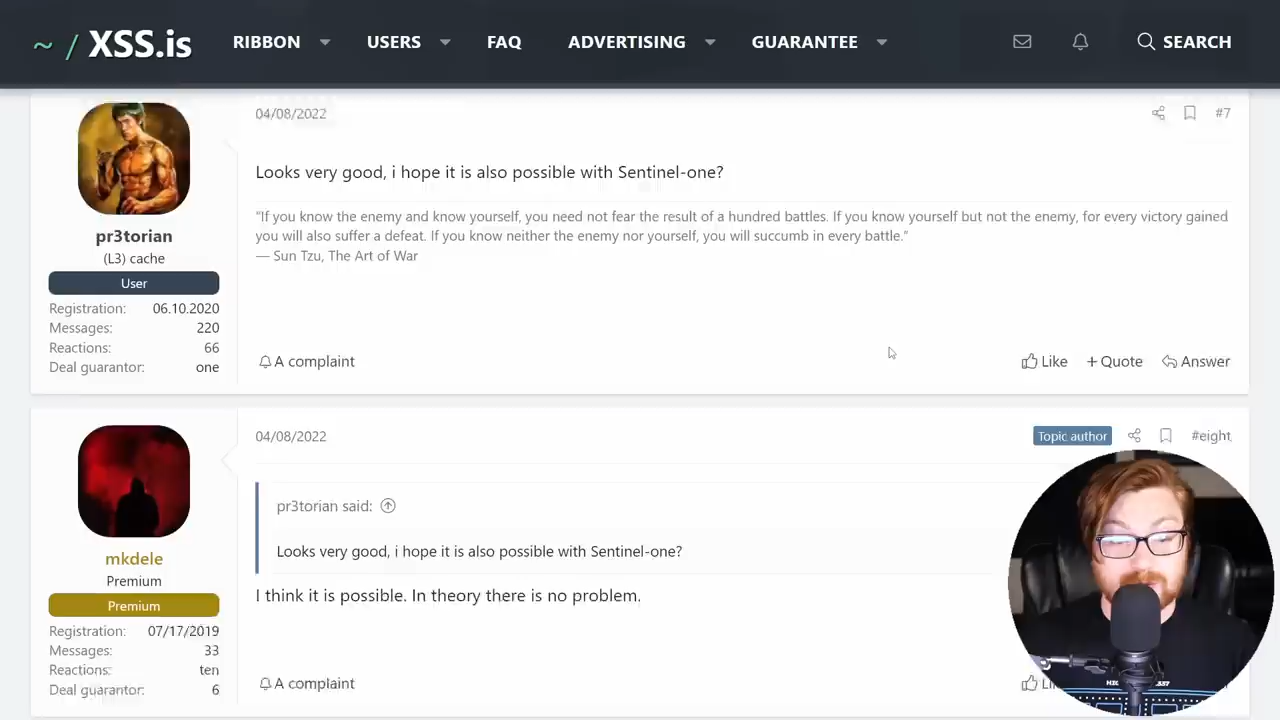 ~ / XSS.is RIBBON USERS FAQ ADVERTISING GUARANTEE SEARCH
04/08/2022 #7
Looks very good, i hope it is also possible with Sentinel-one?
“If you know the enemy and know yourself, you need not fear the result of a hundred battles. If you know yourself but not the enemy, for every victory gained
you will also suffer a defeat. If you know neither the enemy nor yourself, you will succumb in every battle.”
— Sun Tzu, The Art of War
pr3torian
(L3) cache
User
Registration: 06.10.2020
Messages: 220
Reactions: 66
Deal guarantor: one
A complaint Like + Quote Answer
04/08/2022 Topic author #eight
pr3torian said:
Looks very good, i hope it is also possible with Sentinel-one?
I think it is possible. In theory there is no problem.
mkdele
Premium
Premium
Registration: 07/17/2019
Messages: 33
Reactions: ten
Deal guarantor: 6
A complaint